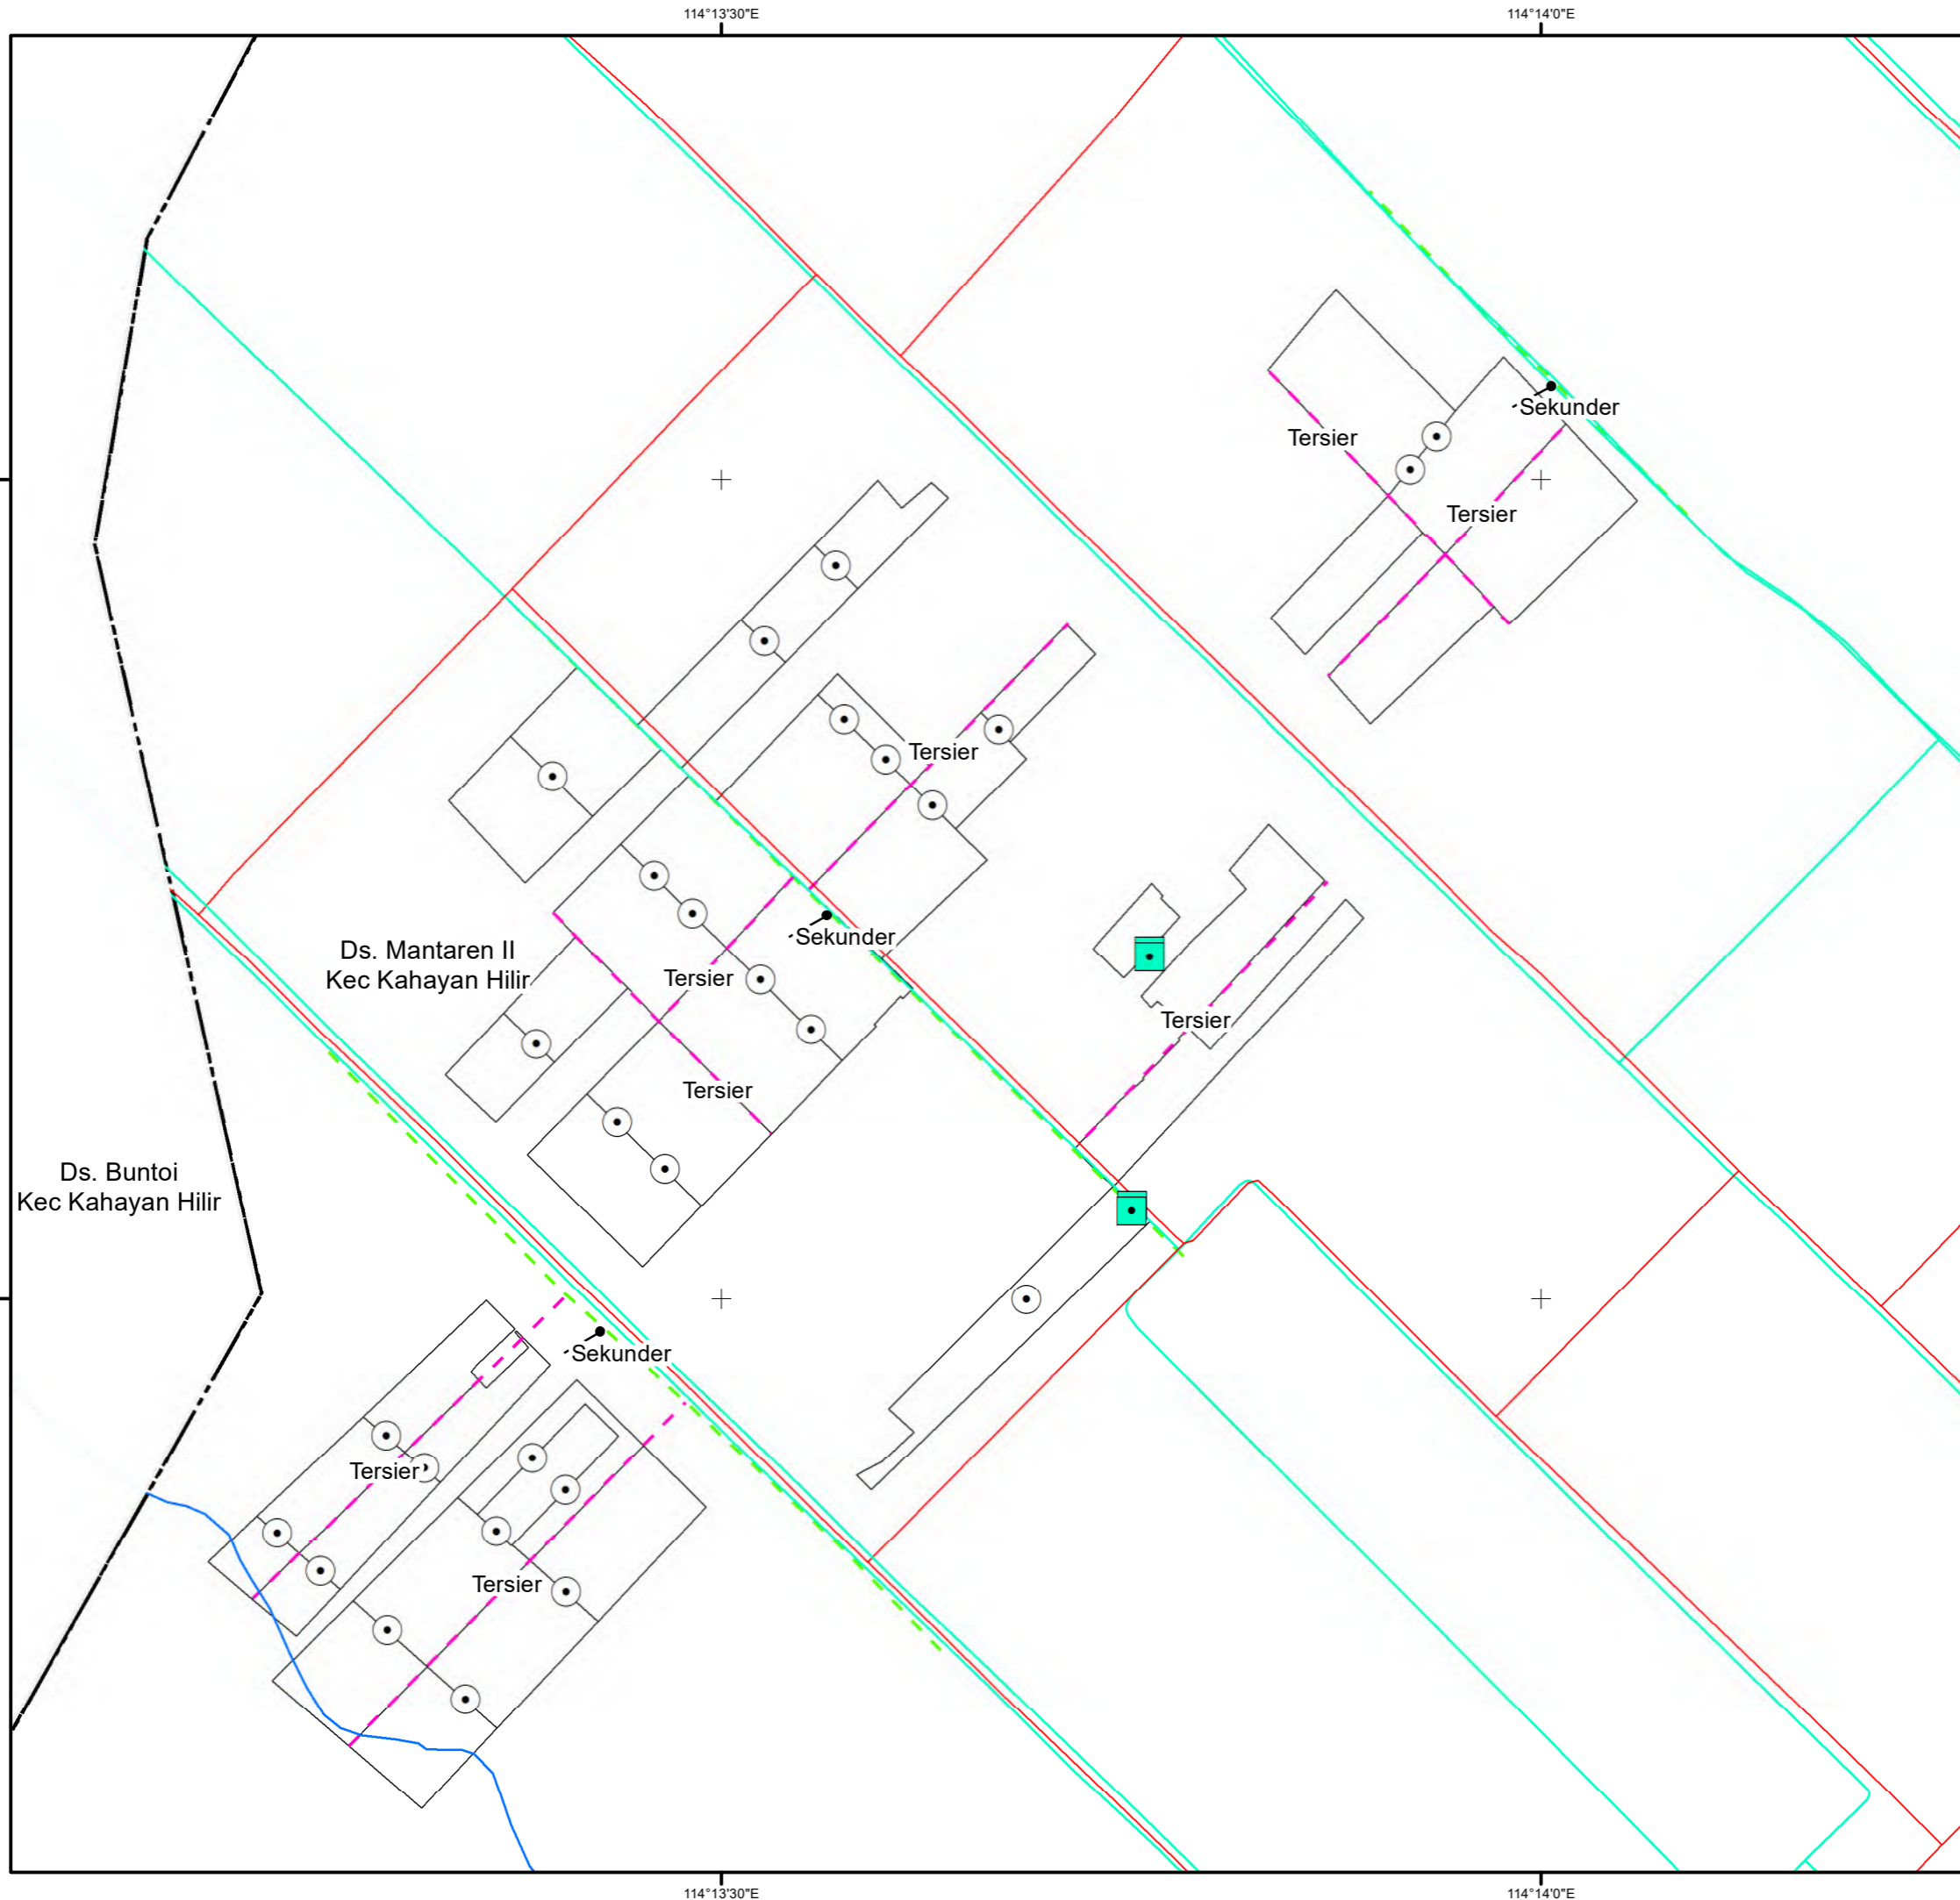 114°13'30"E
114°14'0"E
Sekunder
Tersier
Tersier
Tersier
Sekunder
Ds. Mantaren II
Kec Kahayan Hilir
Tersier
Tersier
Tersier
Ds. Buntoi
Kec Kahayan Hilir
Sekunder
Tersier
Tersier
114°13'30"E
114°14'0"E